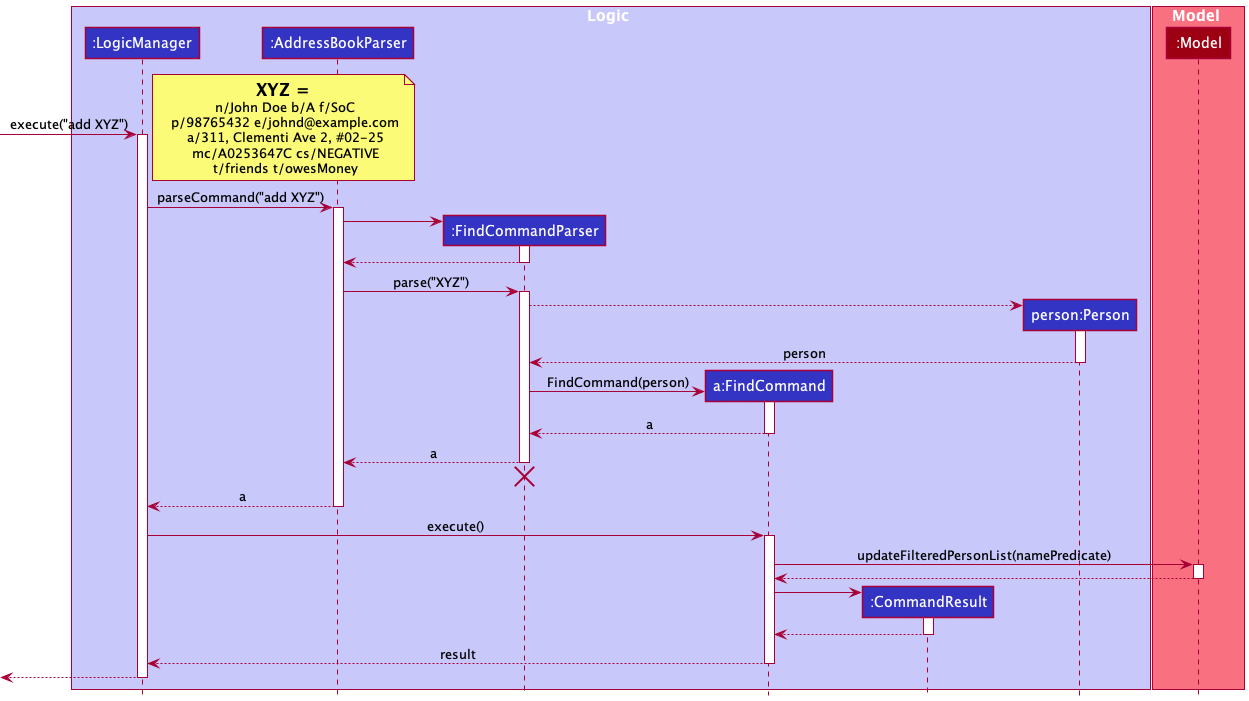 Logic
Model
:LogicManager
:AddressBookParser
:Model
XYZ =
n/John Doe b/A f/SoC
p/98765432 e/johnd@example.com
a/311, Clementi Ave 2, #02-25
mc/A0253647C cs/NEGATIVE
t/friends t/owesMoney
execute("add XYZ")
parseCommand("add XYZ")
:FindCommandParser
parse("XYZ")
person:Person
person
FindCommand(person)
a:FindCommand
a
a
a
execute()
updateFilteredPersonList(namePredicate)
:CommandResult
result